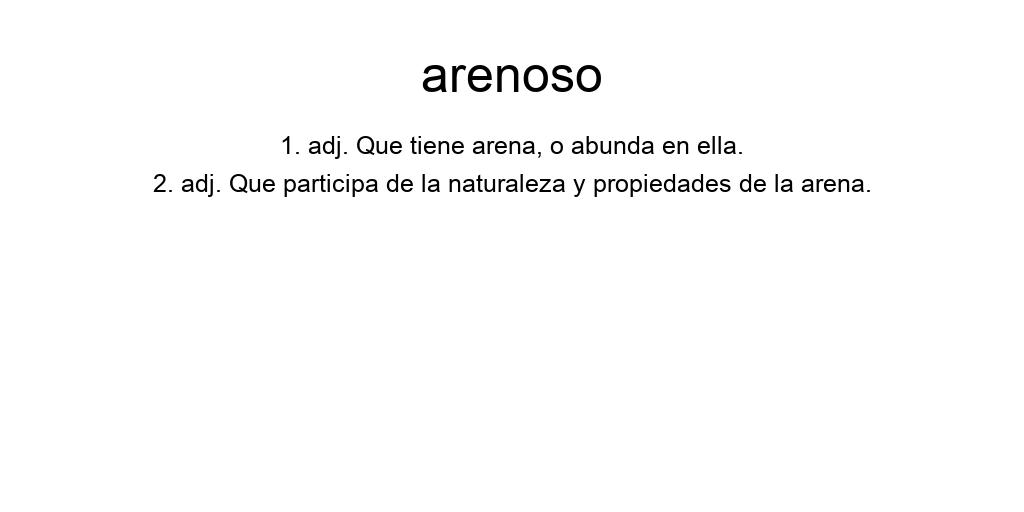 arenoso
1. adj. Que tiene arena, o abunda en ella.
2. adj. Que participa de la naturaleza y propiedades de la arena.